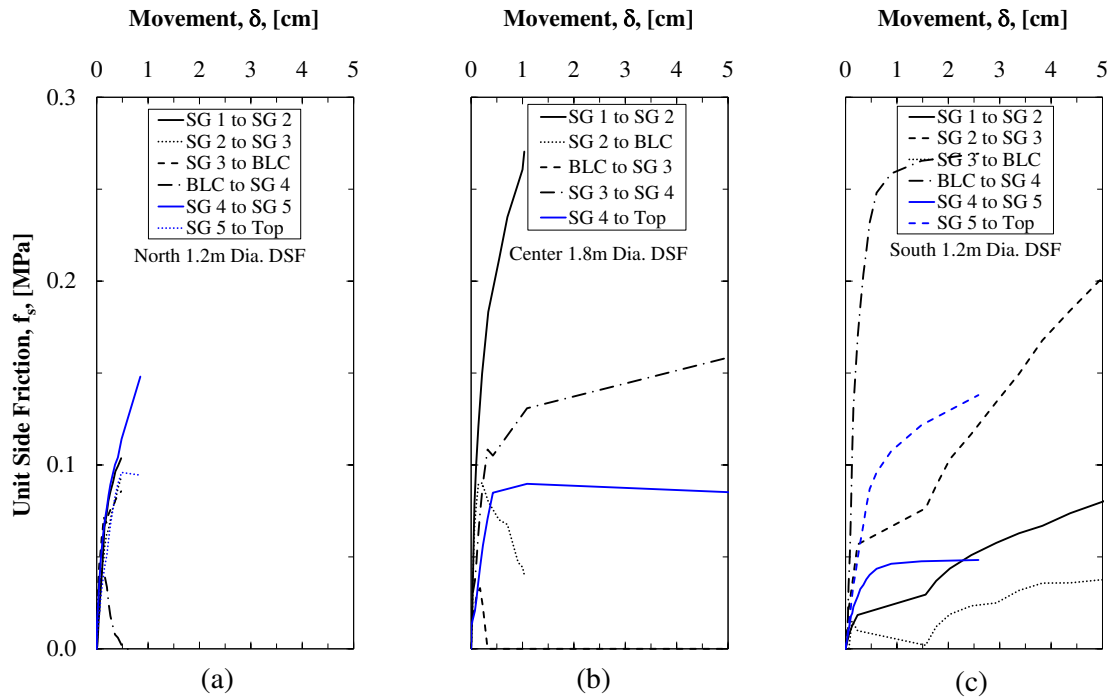 Movement, δ, [cm]
Movement, δ, [cm]
Movement, δ, [cm]
0 1 2 3 4 5
0 1 2 3 4 5
0 1 2 3 4 5
Unit Side Friction, fs, [MPa]
0.3
0.2
0.1
0.0
SG 1 to SG 2
SG 2 to SG 3
SG 3 to BLC
BLC to SG 4
SG 4 to SG 5
SG 5 to Top
North 1.2m Dia. DSF
SG 1 to SG 2
SG 2 to BLC
BLC to SG 3
SG 3 to SG 4
SG 4 to Top
Center 1.8m Dia. DSF
SG 1 to SG 2
SG 2 to SG 3
SG 3 to BLC
BLC to SG 4
SG 4 to SG 5
SG 5 to Top
South 1.2m Dia. DSF
(a)
(b)
(c)